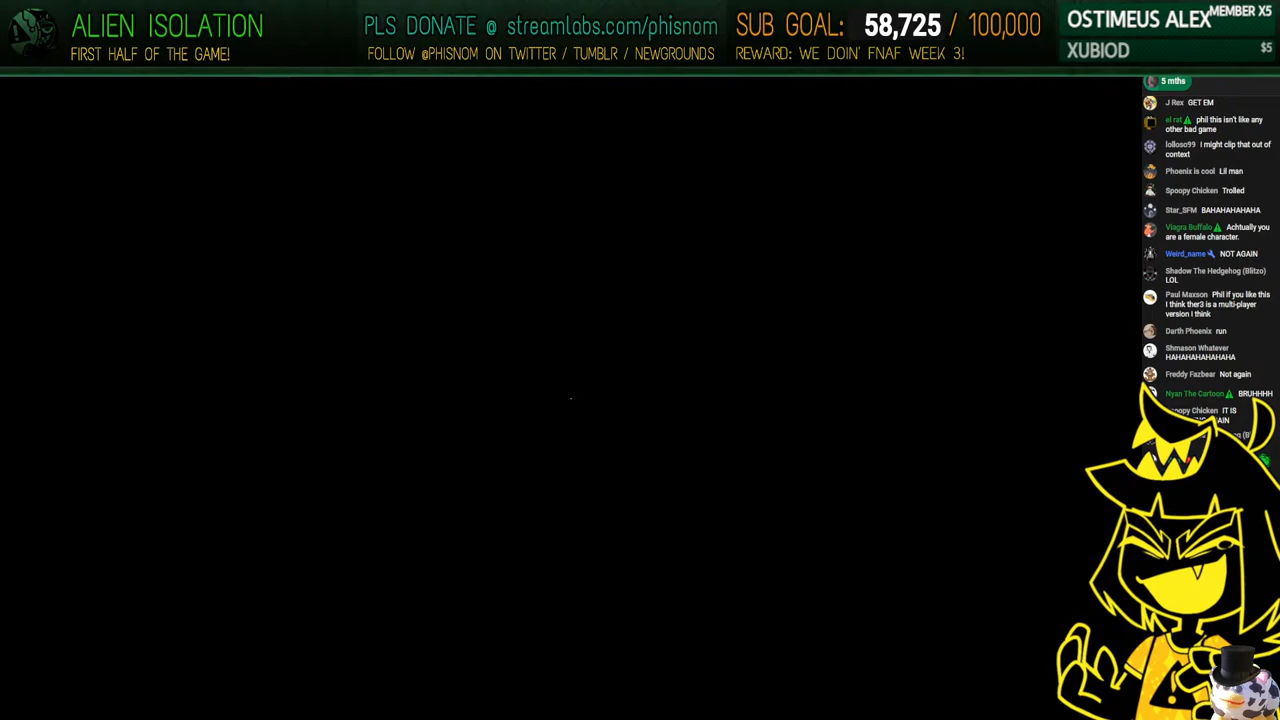 ALIEN ISOLATION
FIRST HALF OF THE GAME!
PLS DONATE @ streamlabs.com/phisnom
FOLLOW @PHISNOM ON TWITTER / TUMBLR / NEWGROUNDS
SUB GOAL: 58,725 / 100,000
REWARD: WE DOIN' FNAF WEEK 3!
OSTIMEUS ALEX MEMBER X5
XUBIOD $5
5 mths
J Rex GET EM
el rat phil this isn't like any
other bad game
lolloso99 I might clip that out of
context
Phoenix is cool Lil man
Spoopy Chicken Trolled
Star_SFM BAHAHAHAHAHA
Viagra Buffalo Achtually you
are a female character.
Weird_name NOT AGAIN
Shadow The Hedgehog (Blitzo)
LOL
Paul Maxson Phil if you like this
I think ther3 is a multi-player
version I think
Darth Phoenix run
Shmason Whatever
HAHAHAHAHAHAHA
Freddy Fazbear Not again
Nyan The Cartoon BRUHHHH
Chicken IT IS